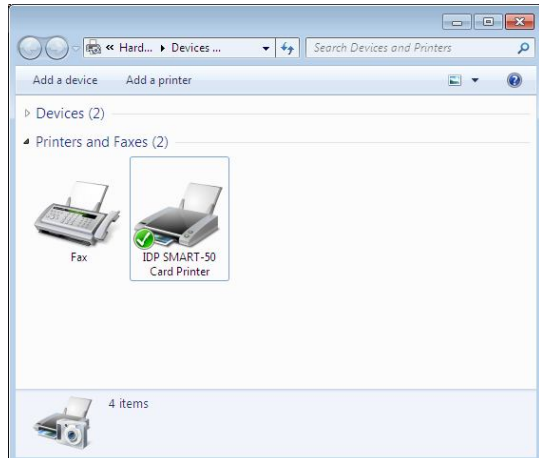 « Hard... ▸ Devices ...
Search Devices and Printers
Add a device Add a printer
Devices (2)
Printers and Faxes (2)
Fax
IDP SMART-50
Card Printer
4 items